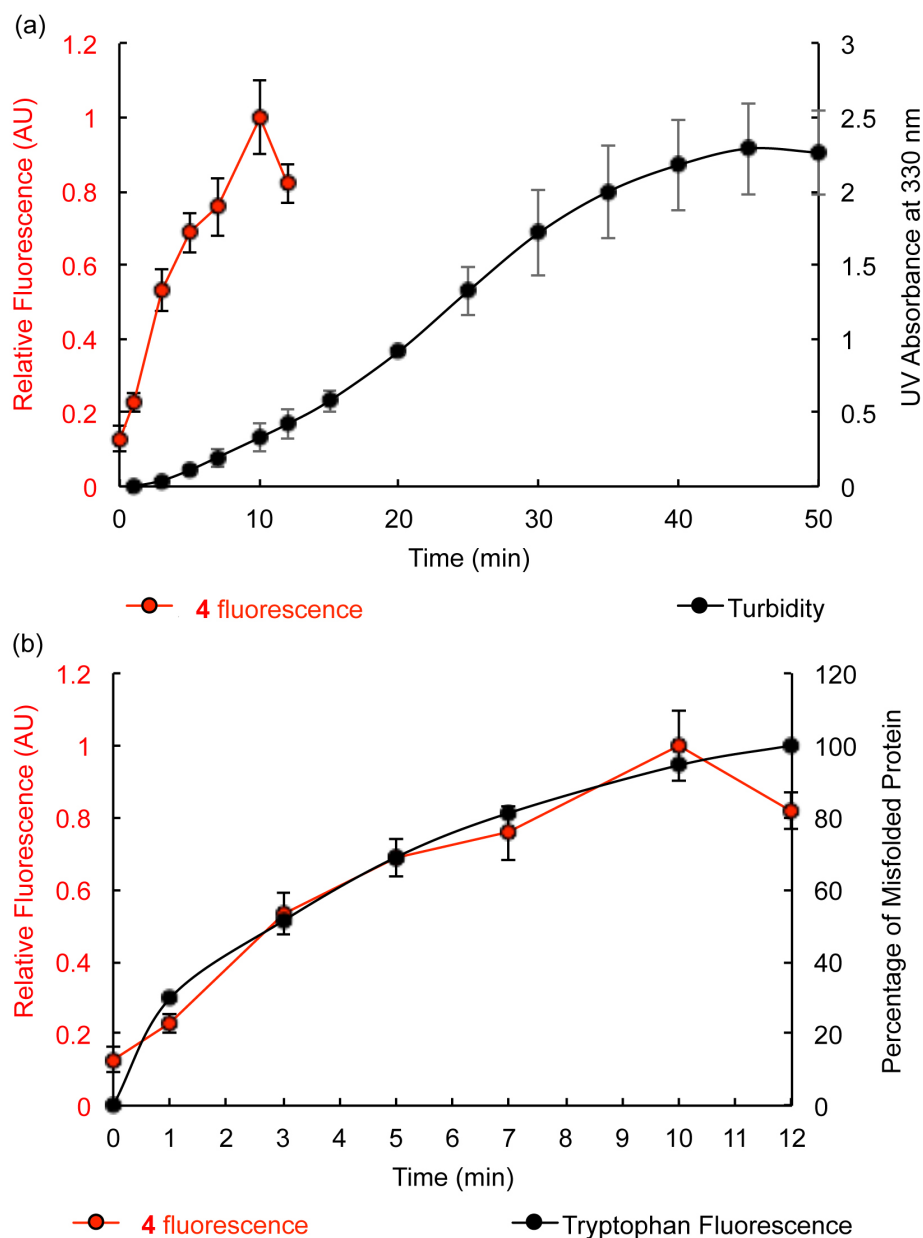 (a)
Relative Fluorescence (AU)
1.2
1
0.8
0.6
0.4
0.2
0
3
2.5
2
1.5
1
0.5
0
UV Absorbance at 330 nm
0 10 20 30 40 50
Time (min)
4 fluorescence Turbidity
(b)
Relative Fluorescence (AU)
1.2
1
0.8
0.6
0.4
0.2
0
120
100
80
60
40
20
0
Percentage of Misfolded Protein
0 1 2 3 4 5 6 7 8 9 10 11 12
Time (min)
4 fluorescence Tryptophan Fluorescence